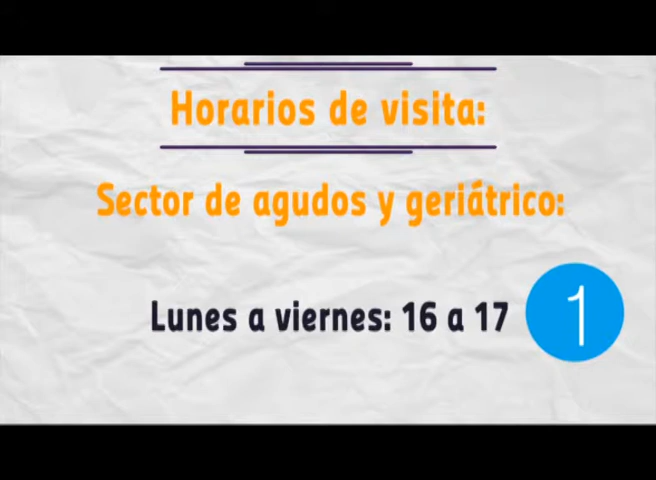 Horarios de visita:
Sector de agudos y geriátrico:
Lunes a viernes: 16 a 17
1